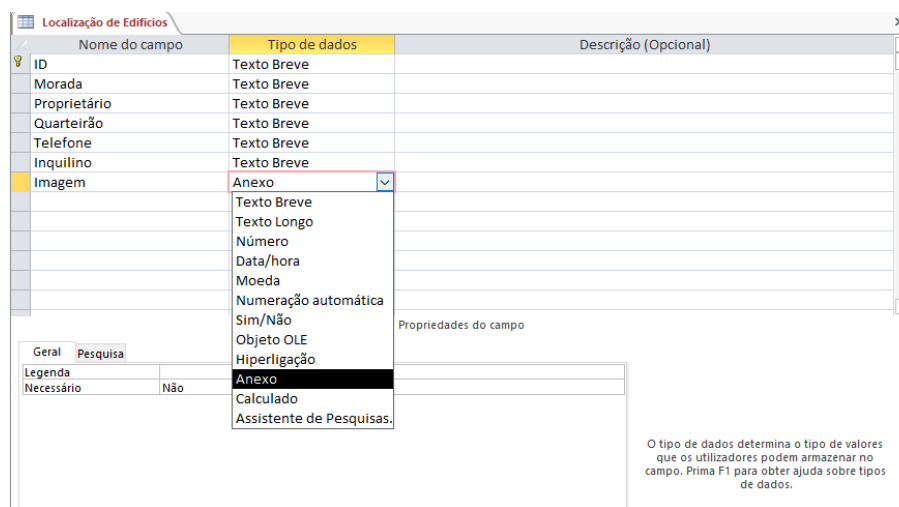 Localização de Edificios
Nome do campo Tipo de dados Descrição (Opcional)
ID Texto Breve
Morada Texto Breve
Proprietário Texto Breve
Quarteirão Texto Breve
Telefone Texto Breve
Inquilino Texto Breve
Imagem Anexo
Texto Breve
Texto Longo
Número
Data/hora
Moeda
Numeração automática
Sim/Não
Objeto OLE
Hiperligação
Anexo
Calculado
Assistente de Pesquisas.
Propriedades do campo
Geral Pesquisa
Legenda
Necessário Não
O tipo de dados determina o tipo de valores
que os utilizadores podem armazenar no
campo. Prima F1 para obter ajuda sobre tipos
de dados.